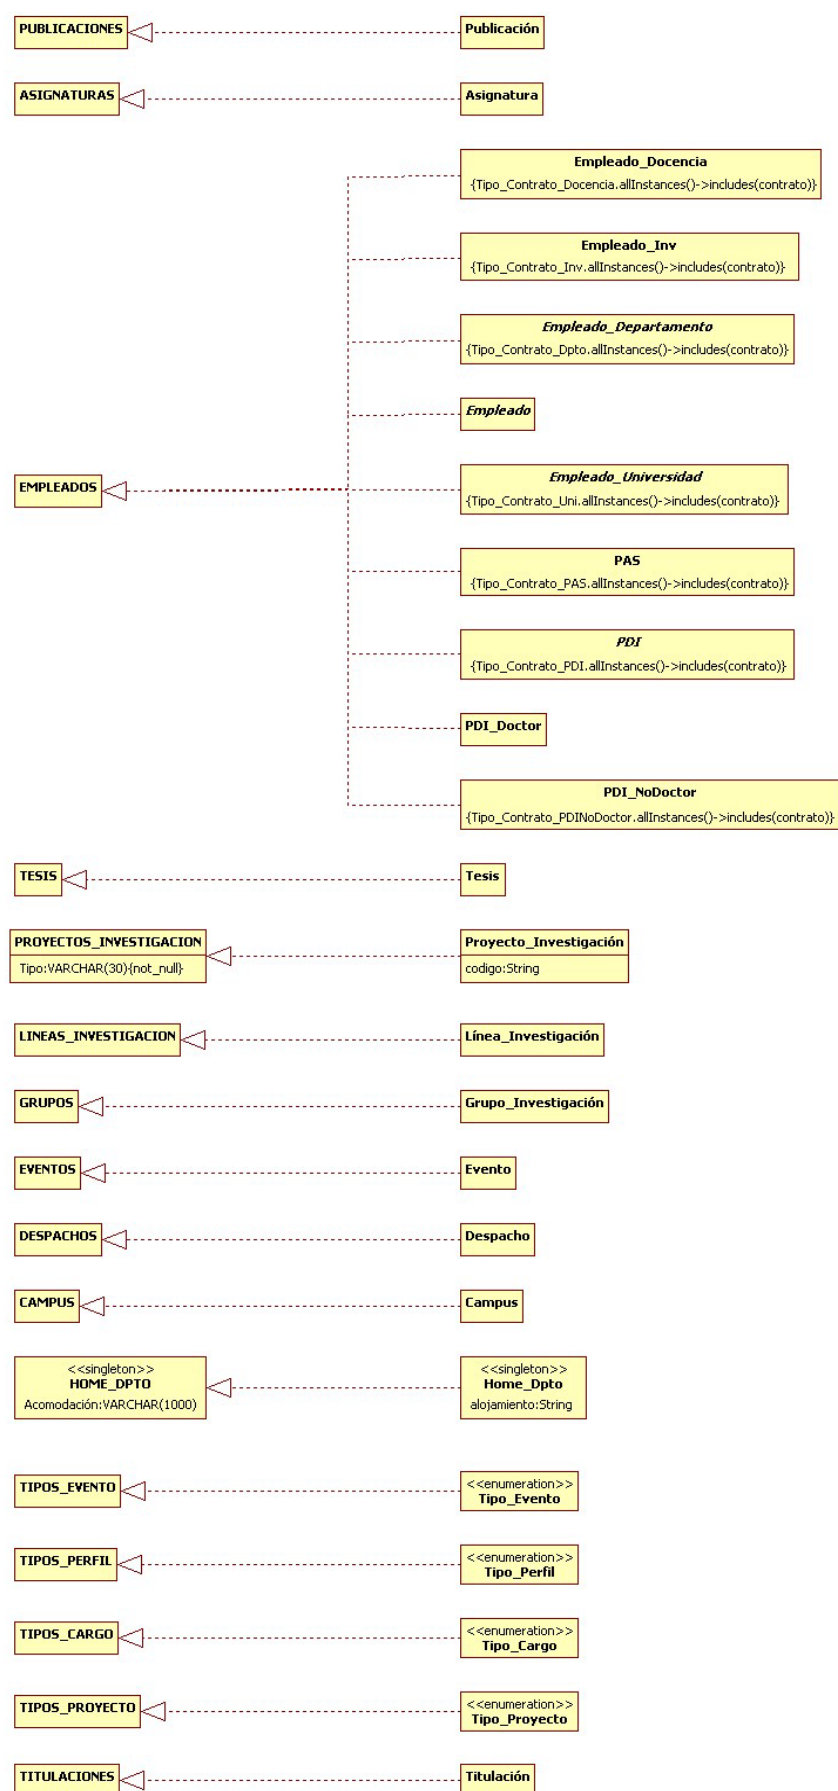 PUBLICACIONES
Publicación
ASIGNATURAS
Asignatura
Empleado_Docencia
{Tipo_Contrato_Docencia.allInstances()->includes(contrato)}
Empleado_Inv
{Tipo_Contrato_Inv.allInstances()->includes(contrato)}
Empleado_Departamento
{Tipo_Contrato_Dpto.allInstances()->includes(contrato)}
Empleado
EMPLEADOS
Empleado_Universidad
{Tipo_Contrato_Uni.allInstances()->includes(contrato)}
PAS
{Tipo_Contrato_PAS.allInstances()->includes(contrato)}
PDI
{Tipo_Contrato_PDI.allInstances()->includes(contrato)}
PDI_Doctor
PDI_NoDoctor
{Tipo_Contrato_PDINoDoctor.allInstances()->includes(contrato)}
TESIS
Tesis
PROYECTOS_INVESTIGACION
Tipo:VARCHAR(30){not_null}
Proyecto_Investigación
codigo:String
LINEAS_INVESTIGACION
Línea_Investigación
GRUPOS
Grupo_Investigación
EVENTOS
Evento
DESPACHOS
Despacho
CAMPUS
Campus
<<singleton>>
HOME_DPTO
Acomodación:VARCHAR(1000)
<<singleton>>
Home_Dpto
alojamiento:String
TIPOS_EVENTO
<<enumeration>>
Tipo_Evento
TIPOS_PERFIL
<<enumeration>>
Tipo_Perfil
TIPOS_CARGO
<<enumeration>>
Tipo_Cargo
TIPOS_PROYECTO
<<enumeration>>
Tipo_Proyecto
TITULACIONES
Titulación